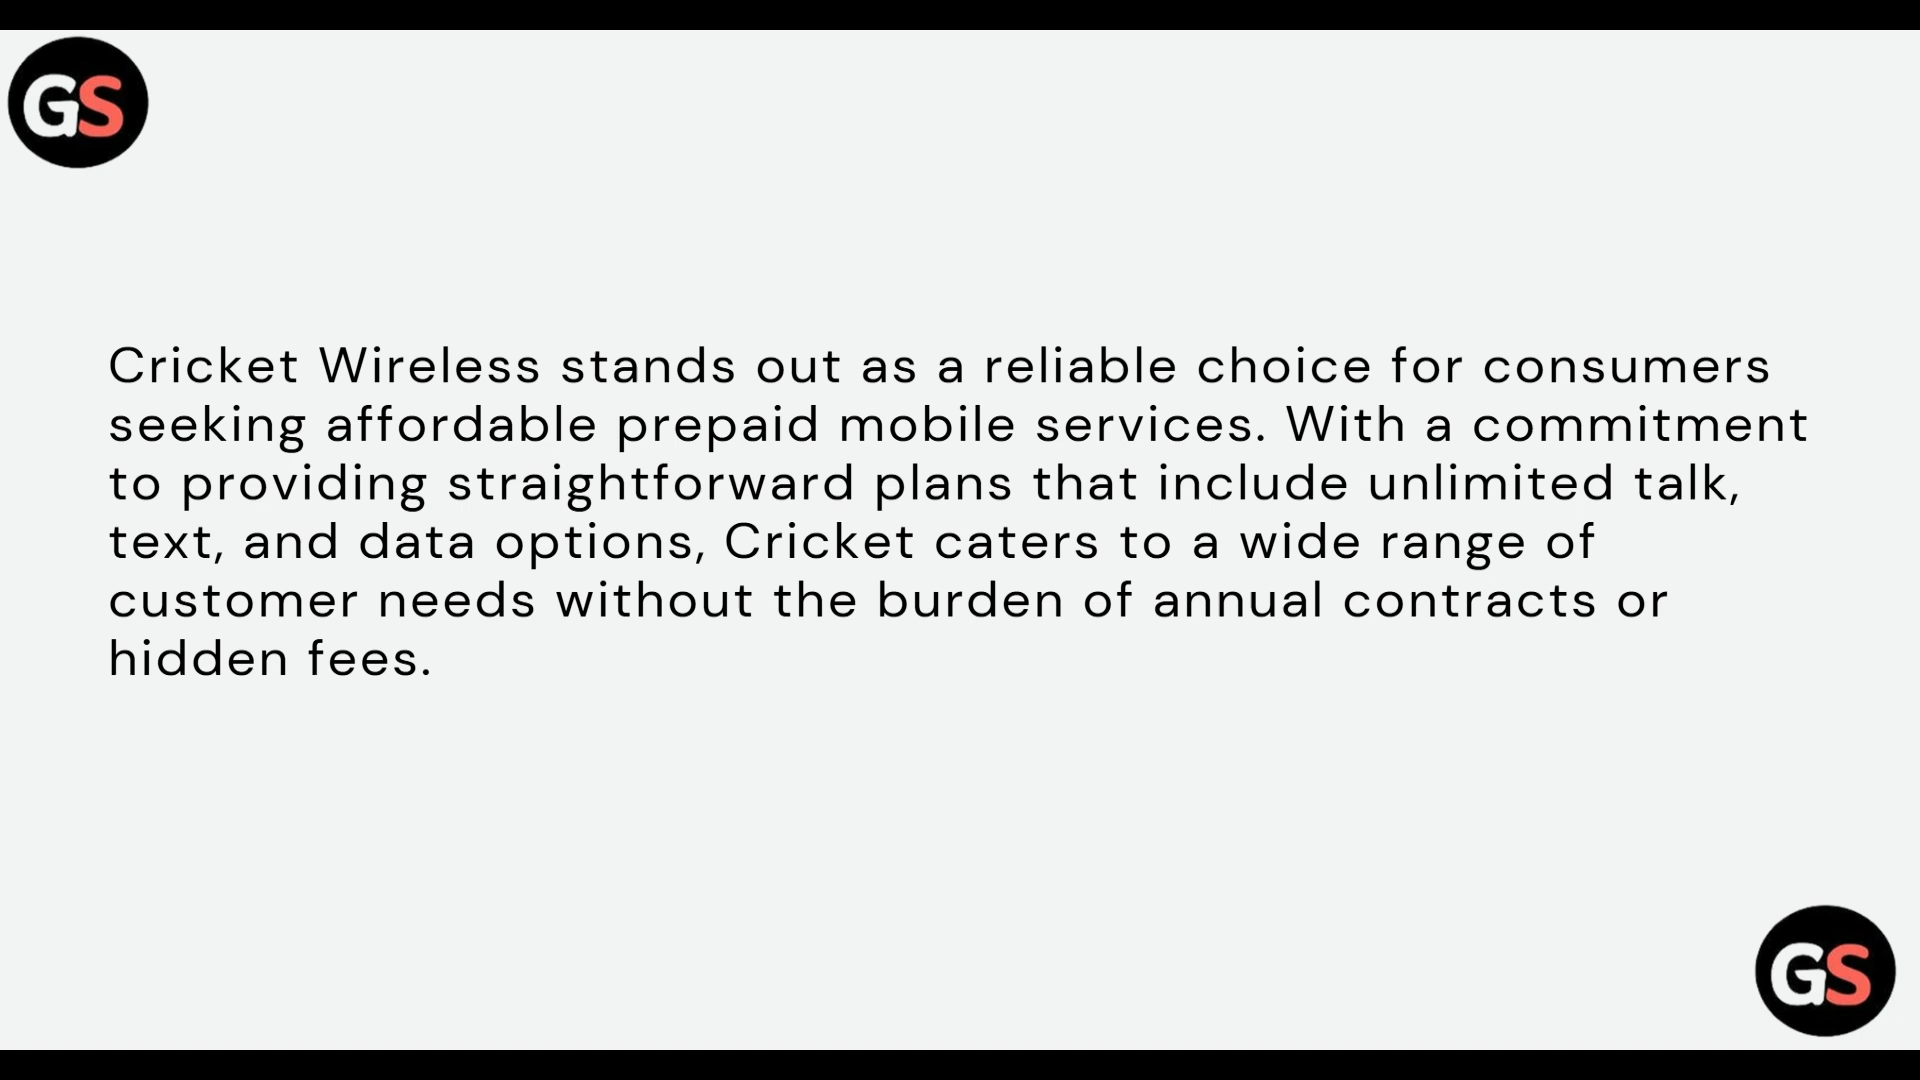 GS
Cricket Wireless stands out as a reliable choice for consumers
seeking affordable prepaid mobile services. With a commitment
to providing straightforward plans that include unlimited talk,
text, and data options, Cricket caters to a wide range of
customer needs without the burden of annual contracts or
hidden fees.
GS